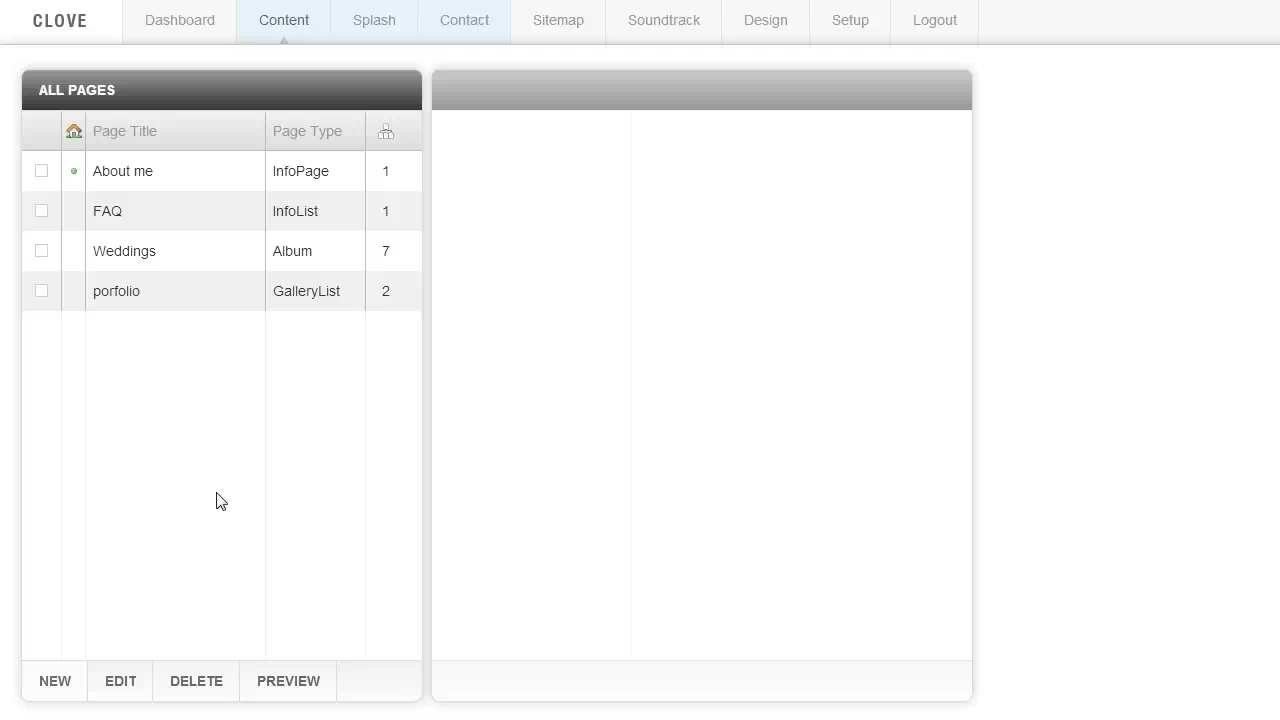 CLOVE Dashboard Content Splash Contact Sitemap Soundtrack Design Setup Logout
ALL PAGES
Page Title Page Type
About me InfoPage 1
FAQ InfoList 1
Weddings Album 7
porfolio GalleryList 2
NEW EDIT DELETE PREVIEW